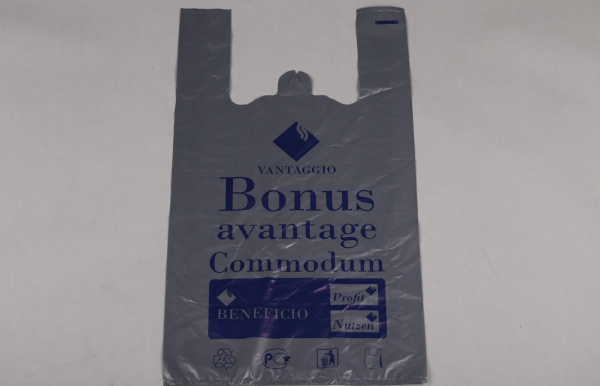 VANTAGGIO
Bonus
avantage
Commodum
BENEFICIO
Profit
Nutzen